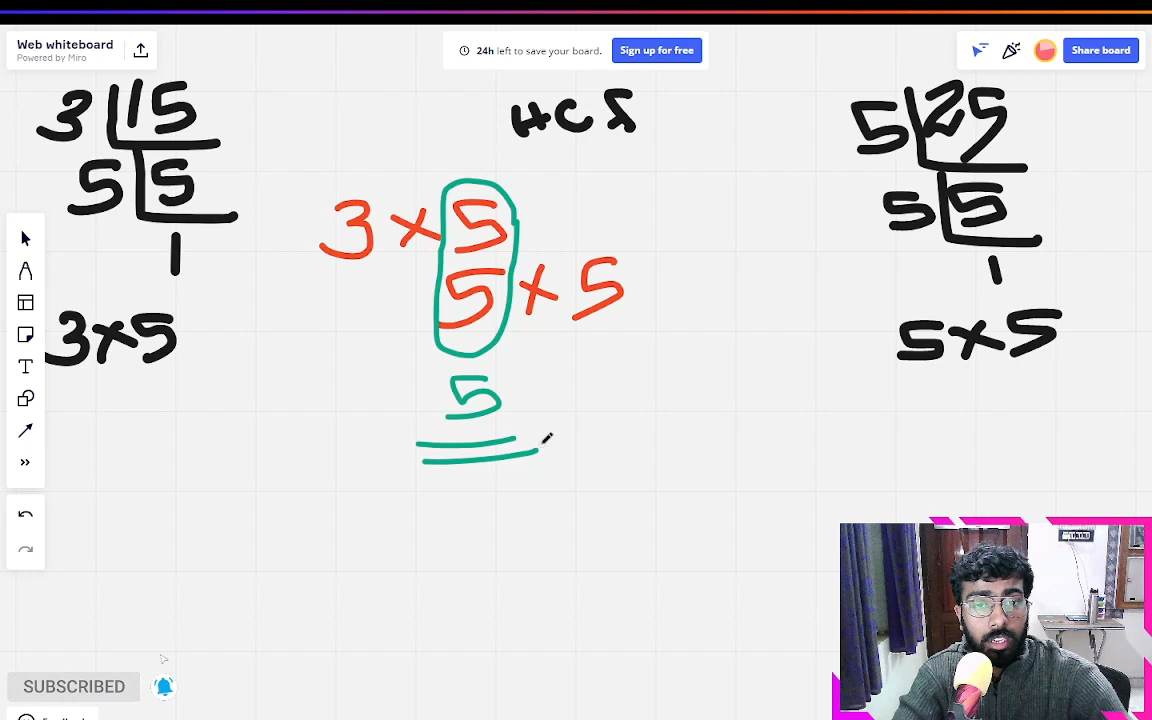 Web whiteboard
Powered by Miro
24h left to save your board.
Sign up for free
Share board
3 15
5 5
1
3×5
HCF
3×5
5×5
5
5 25
5 5
1
5×5
T
SUBSCRIBED